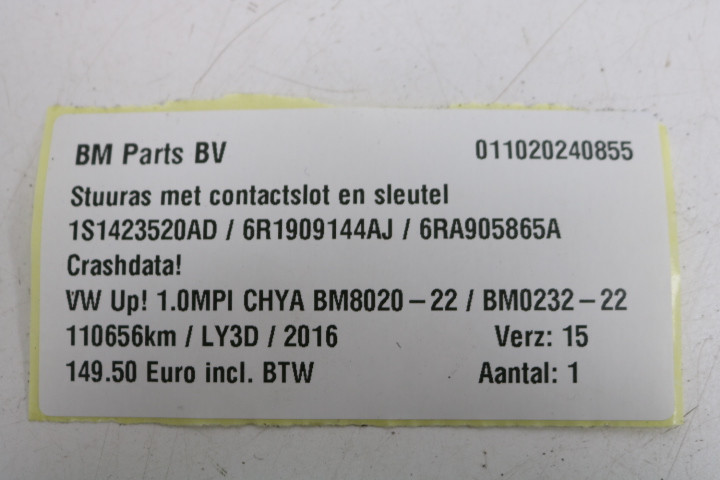 BM Parts BV 011020240855
Stuuras met contactslot en sleutel
1S1423520AD / 6R1909144AJ / 6RA905865A
Crashdata!
VW Up! 1.0MPI CHYA BM8020-22 / BM0232-22
110656km / LY3D / 2016 Verz: 15
149.50 Euro incl. BTW Aantal: 1